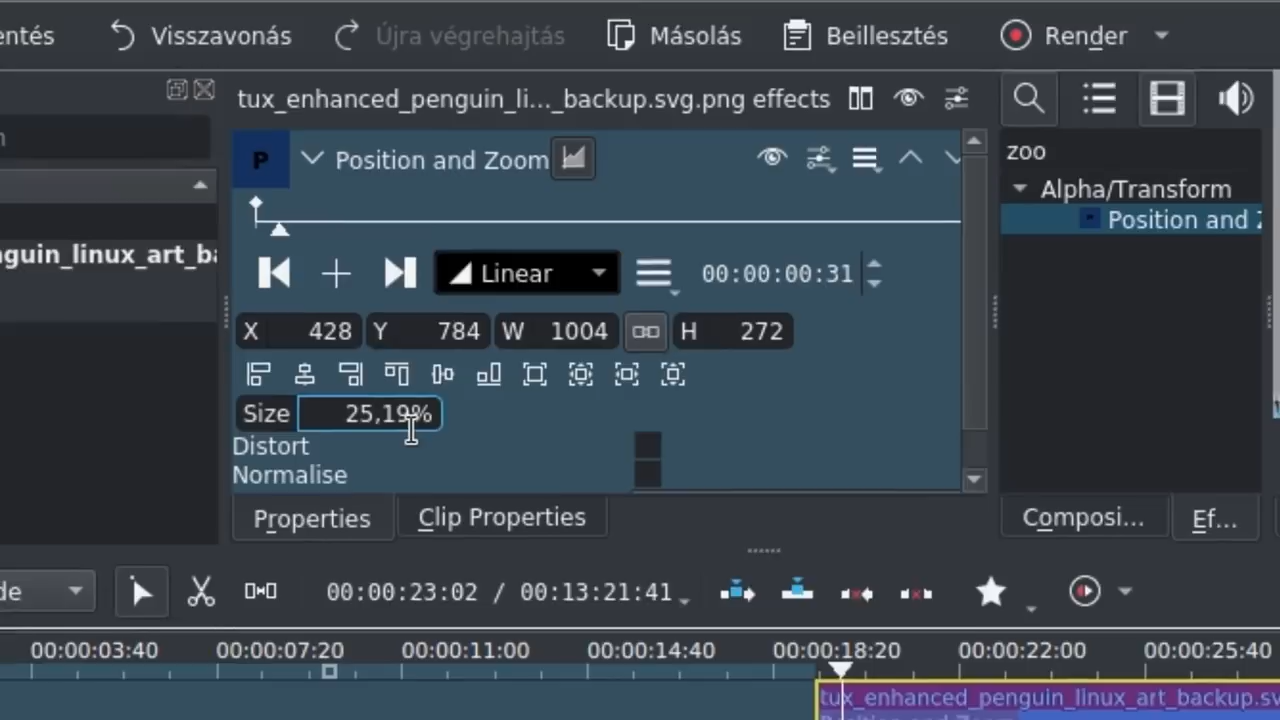 entés Visszavonás Újra végrehajtás Másolás Beillesztés Render
tux_enhanced_penguin_li..._backup.svg.png effects
P Position and Zoom
zoo
Alpha/Transform
Position and
nguin_linux_art_ba
Linear 00:00:00:31
X 428 Y 784 W 1004 H 272
Size 25,19%
Distort
Normalise
Properties Clip Properties Composi... Ef...
de 00:00:23:02 / 00:13:21:41
00:00:03:40 00:00:07:20 00:00:11:00 00:00:14:40 00:00:18:20 00:00:22:00 00:00:25:40
tux_enhanced_penguin_linux_art_backup.sv
Position and Zoom